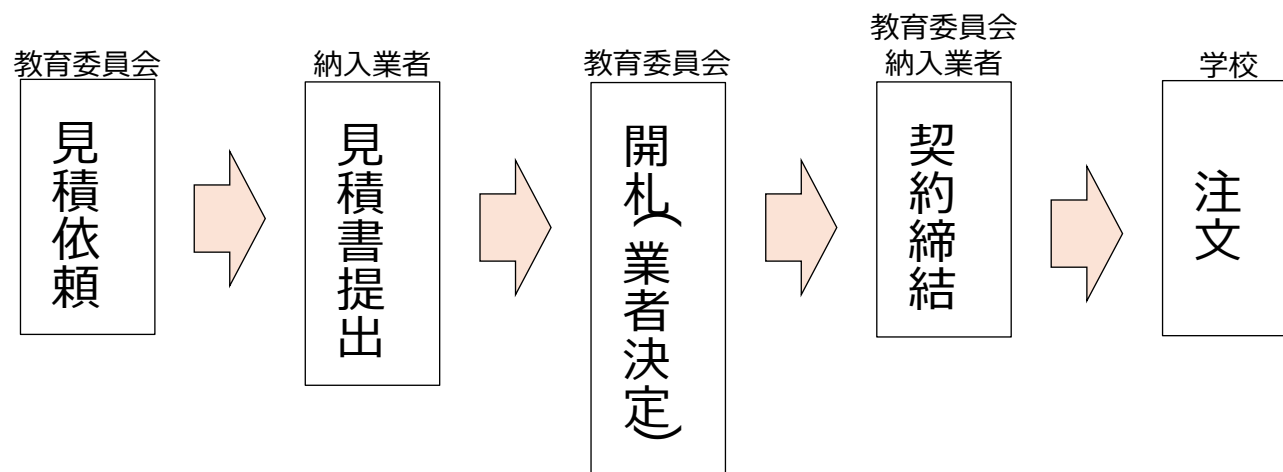 教育委員会
見積依頼
納入業者
見積書提出
教育委員会
開札(業者決定)
教育委員会
納入業者
契約締結
学校
注文